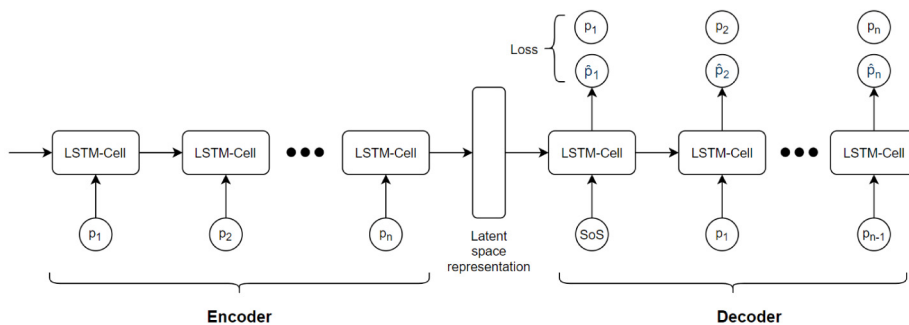 p₁ p₂ pₙ
Loss
p̂₁ p̂₂ p̂ₙ
LSTM-Cell LSTM-Cell LSTM-Cell LSTM-Cell LSTM-Cell LSTM-Cell
p₁ p₂ pₙ SoS p₁ pₙ₋₁
Latent
space
representation
Encoder Decoder